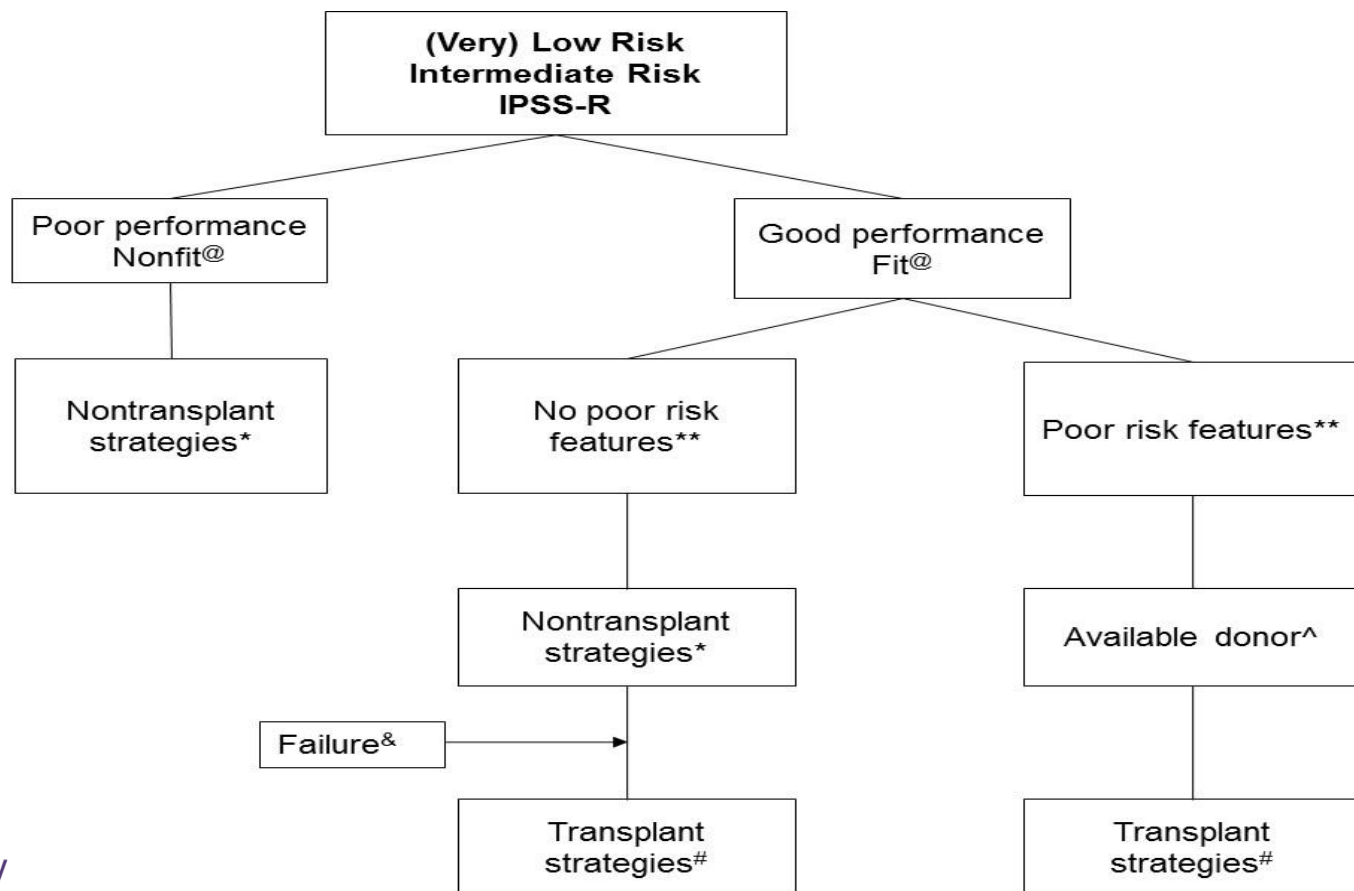 (Very) Low Risk
Intermediate Risk
IPSS-R
Poor performance
Nonfit@
Good performance
Fit@
Nontransplant
strategies*
No poor risk
features**
Poor risk features**
Nontransplant
strategies*
Available donor^
Failure&
Transplant
strategies#
Transplant
strategies#